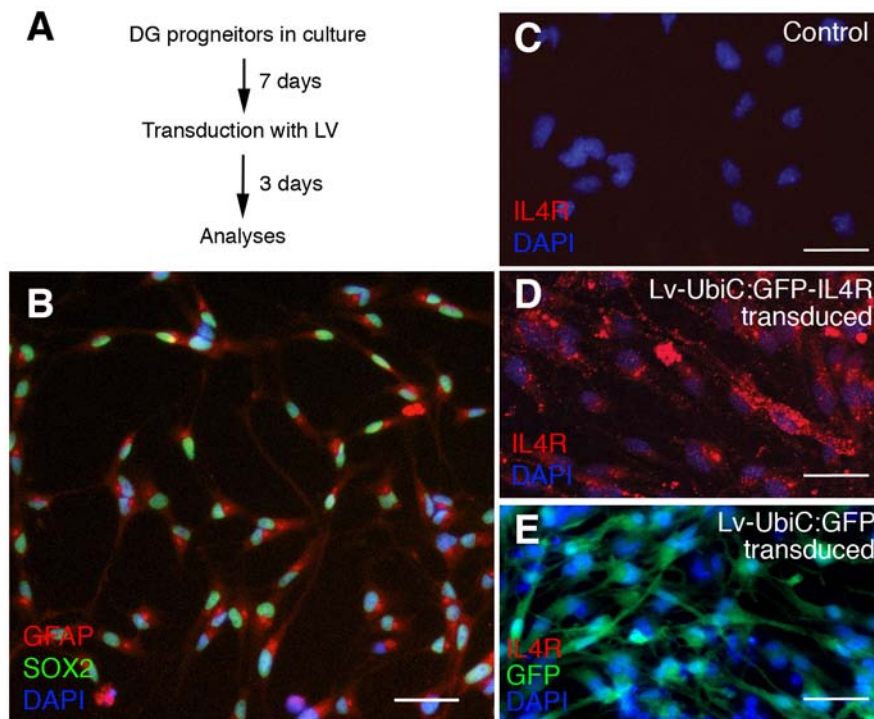 A
DG progneitors in culture
7 days
Transduction with LV
3 days
Analyses
B
GFAP
SOX2
DAPI
C
Control
IL4R
DAPI
D
Lv-UbiC:GFP-IL4R
transduced
IL4R
DAPI
E
Lv-UbiC:GFP
transduced
IL4R
GFP
DAPI